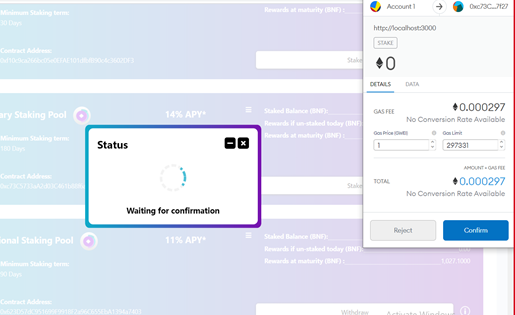 Minimum Staking term:
Rewards at maturity (BNF):
Contract Address:
Stake
ary Staking Pool
14% APY*
Staked Balance (BNF):
Rewards if un-staked today (BNF):
Rewards at maturity
Minimum Staking term:
180 Days
Contract Address:
Stake
Status
Waiting for confirmation
onal Staking Pool
11% APY*
Staked Balance (BNF):
Rewards if un-staked today (BNF):
Rewards at maturity (BNF) :
1,027.7000
Minimum Staking term:
90 Days
Contract Address:
Withdraw
Activate Windows
Account 1
0xc73C...7f27
http://localhost:3000
STAKE
0
DETAILS
DATA
GAS FEE
0.000297
No Conversion Rate Available
Gas Price (GWEI)
Gas Limit
1
297331
AMOUNT + GAS FEE
TOTAL
0.000297
No Conversion Rate Available
Reject
Confirm